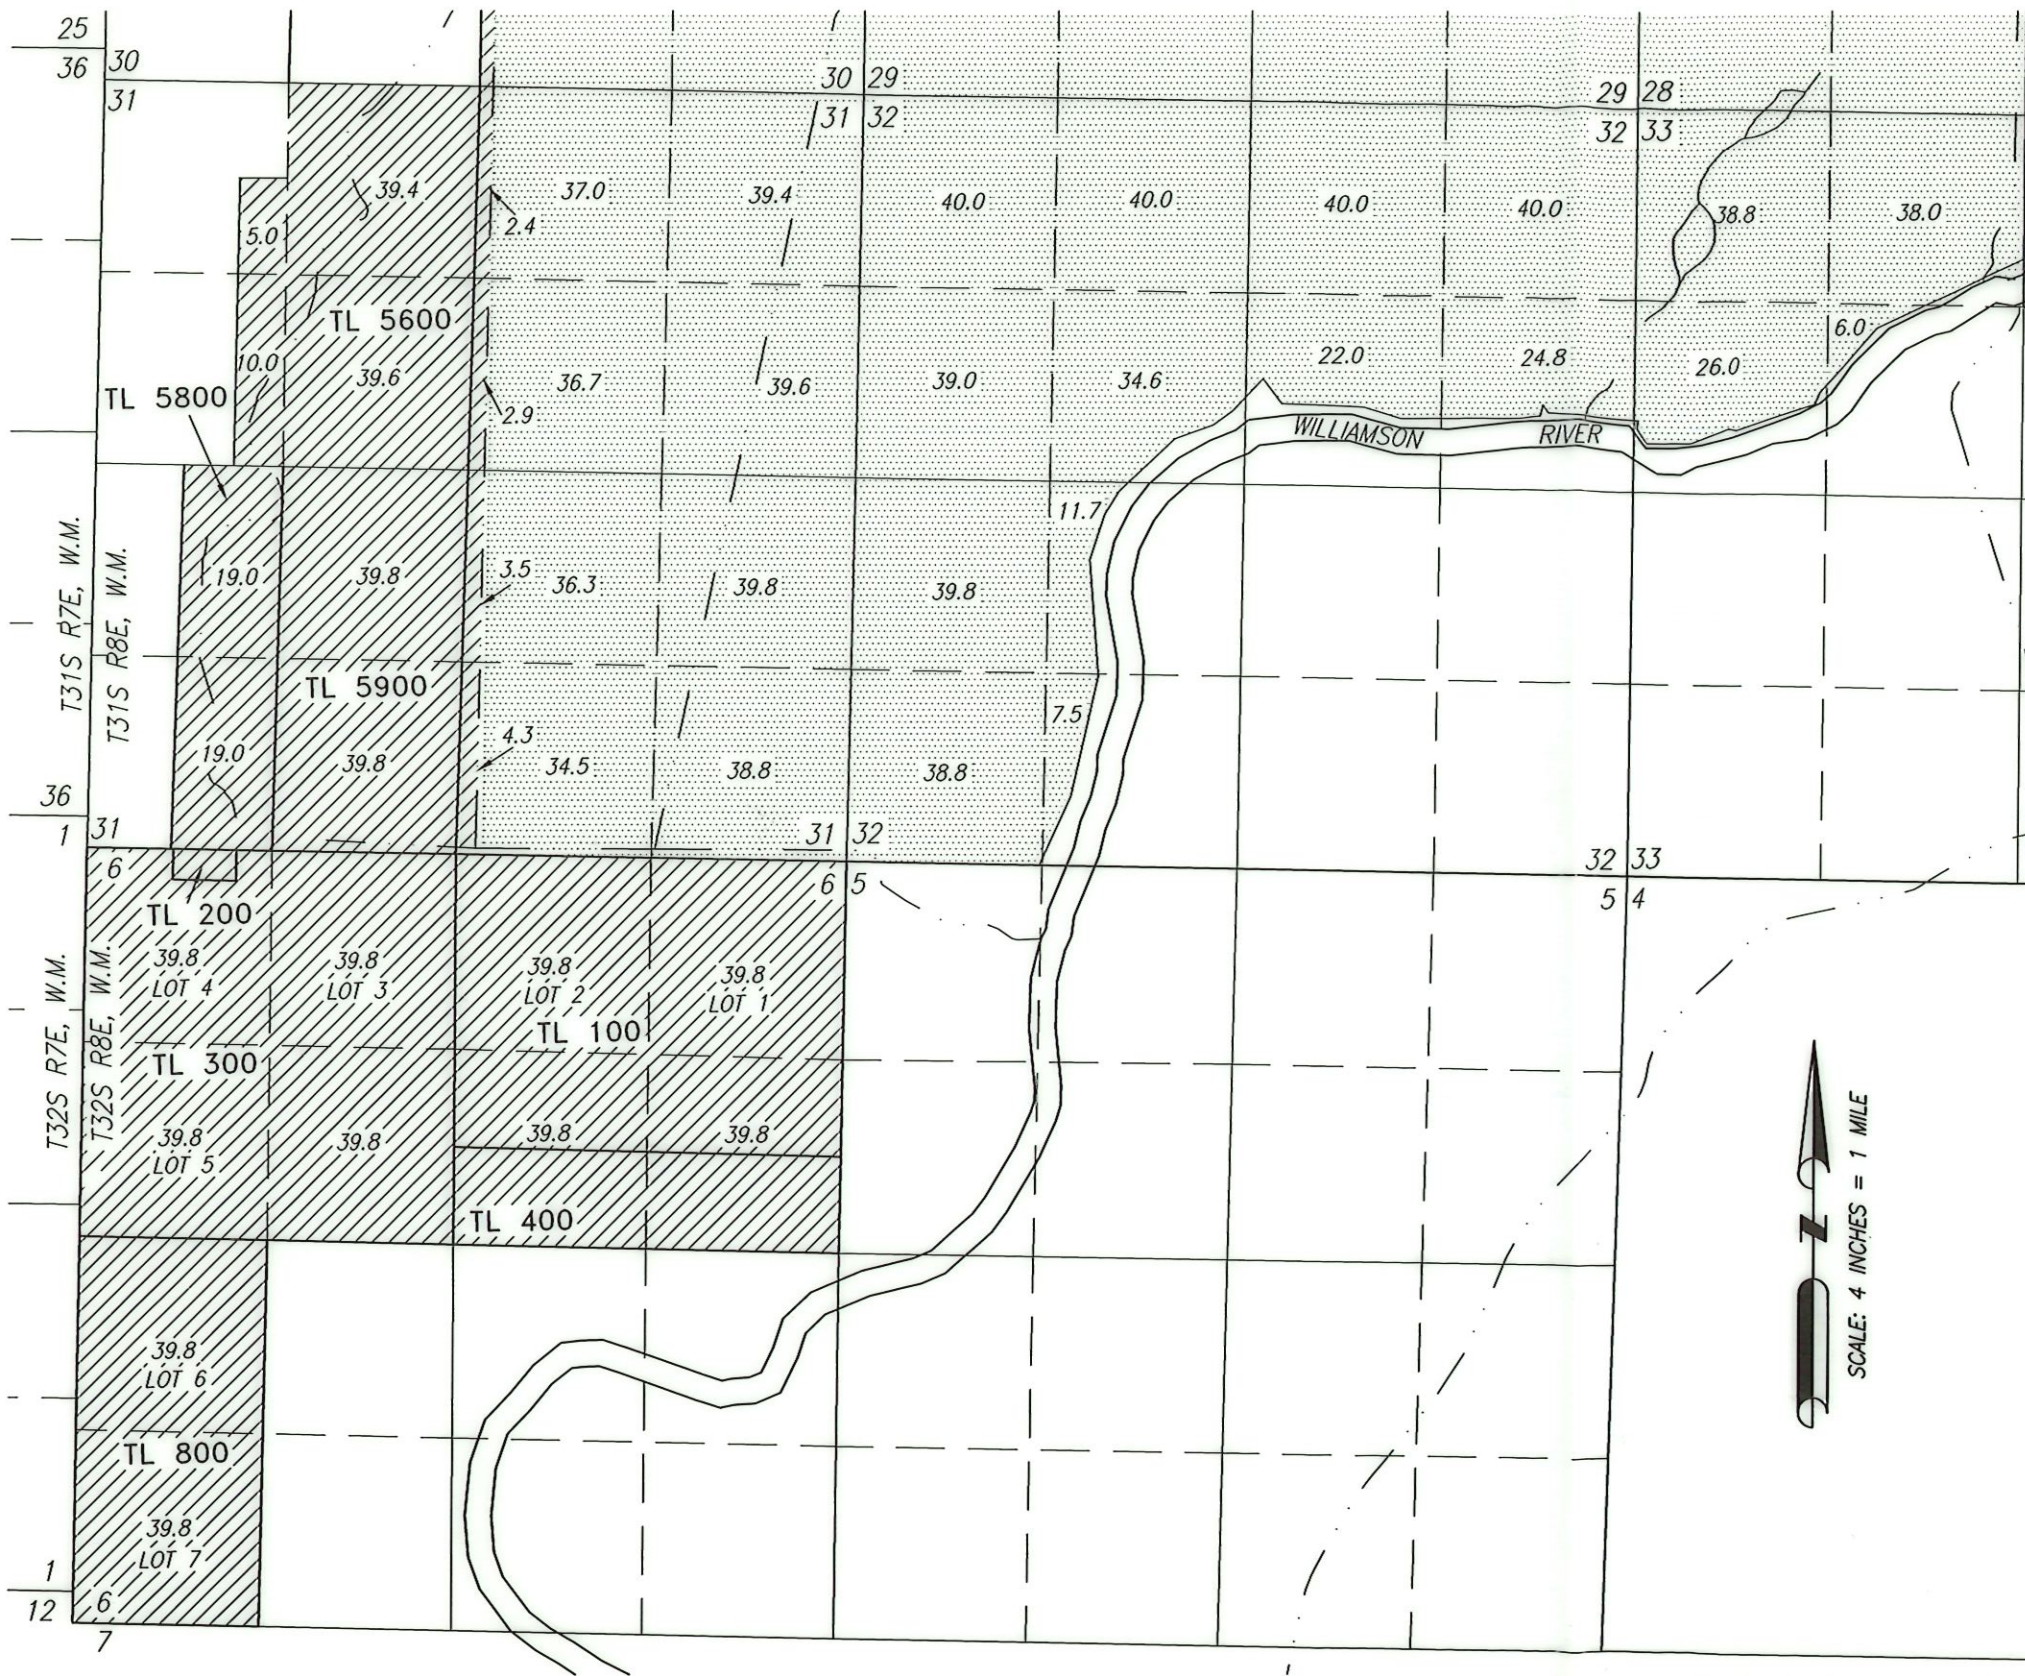 25
36 30
31
30 29
31 32
29 28
32 33
39.4
37.0
39.4
40.0
40.0
40.0
40.0
38.8
38.0
2.4
5.0
TL 5600
10.0
39.6
36.7
39.6
39.0
34.6
22.0
24.8
26.0
6.0
TL 5800
2.9
WILLIAMSON RIVER
11.7
T31S R7E, W.M.
T31S R8E, W.M.
19.0
39.8
3.5
36.3
39.8
39.8
TL 5900
7.5
19.0
39.8
4.3
34.5
38.8
38.8
36
1 31
6
31 32
6 5
32 33
5 4
TL 200
T32S R7E, W.M.
T32S R8E, W.M.
39.8
LOT 4
39.8
LOT 3
39.8
LOT 2
39.8
LOT 1
TL 100
TL 300
39.8
LOT 5
39.8
39.8
39.8
TL 400
SCALE: 4 INCHES = 1 MILE
N
39.8
LOT 6
TL 800
39.8
LOT 7
1
12 6
7